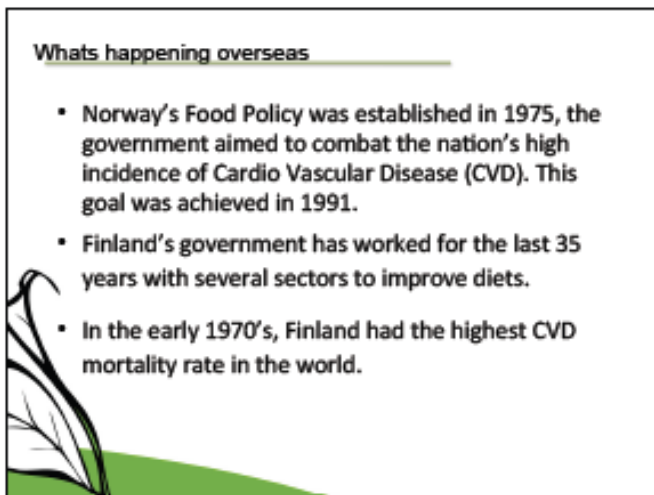 Whats happening overseas
• Norway's Food Policy was established in 1975, the
government aimed to combat the nation's high
incidence of Cardio Vascular Disease (CVD). This
goal was achieved in 1991.
• Finland's government has worked for the last 35
years with several sectors to improve diets.
• In the early 1970's, Finland had the highest CVD
mortality rate in the world.